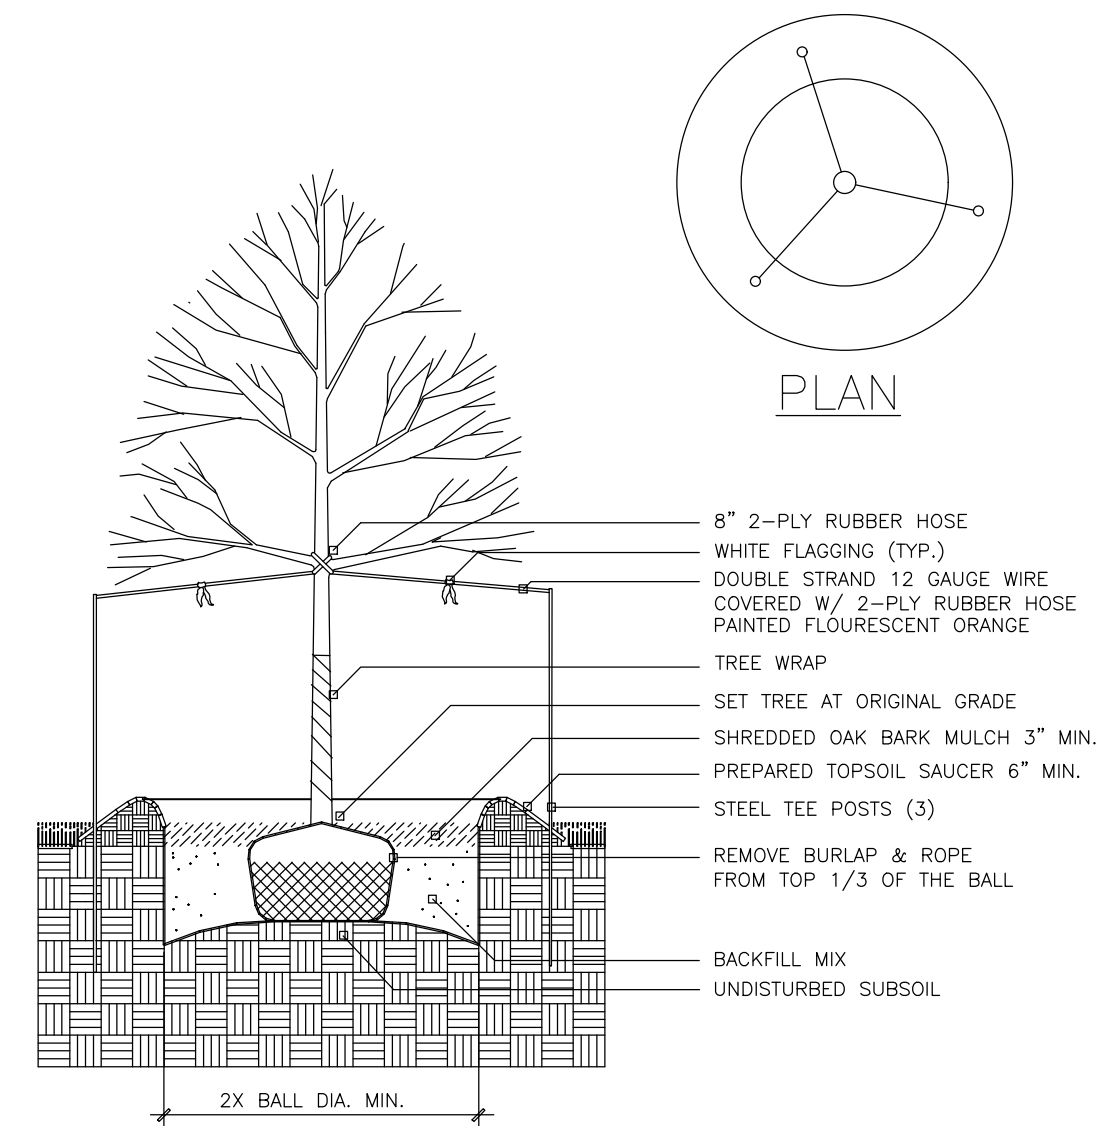 PLAN
8” 2-PLY RUBBER HOSE
WHITE FLAGGING (TYP.)
DOUBLE STRAND 12 GAUGE WIRE
COVERED W/ 2-PLY RUBBER HOSE
PAINTED FLOURESCENT ORANGE
TREE WRAP
SET TREE AT ORIGINAL GRADE
SHREDDED OAK BARK MULCH 3” MIN.
PREPARED TOPSOIL SAUCER 6” MIN.
STEEL TEE POSTS (3)
REMOVE BURLAP & ROPE
FROM TOP 1/3 OF THE BALL
BACKFILL MIX
UNDISTURBED SUBSOIL
2X BALL DIA. MIN.